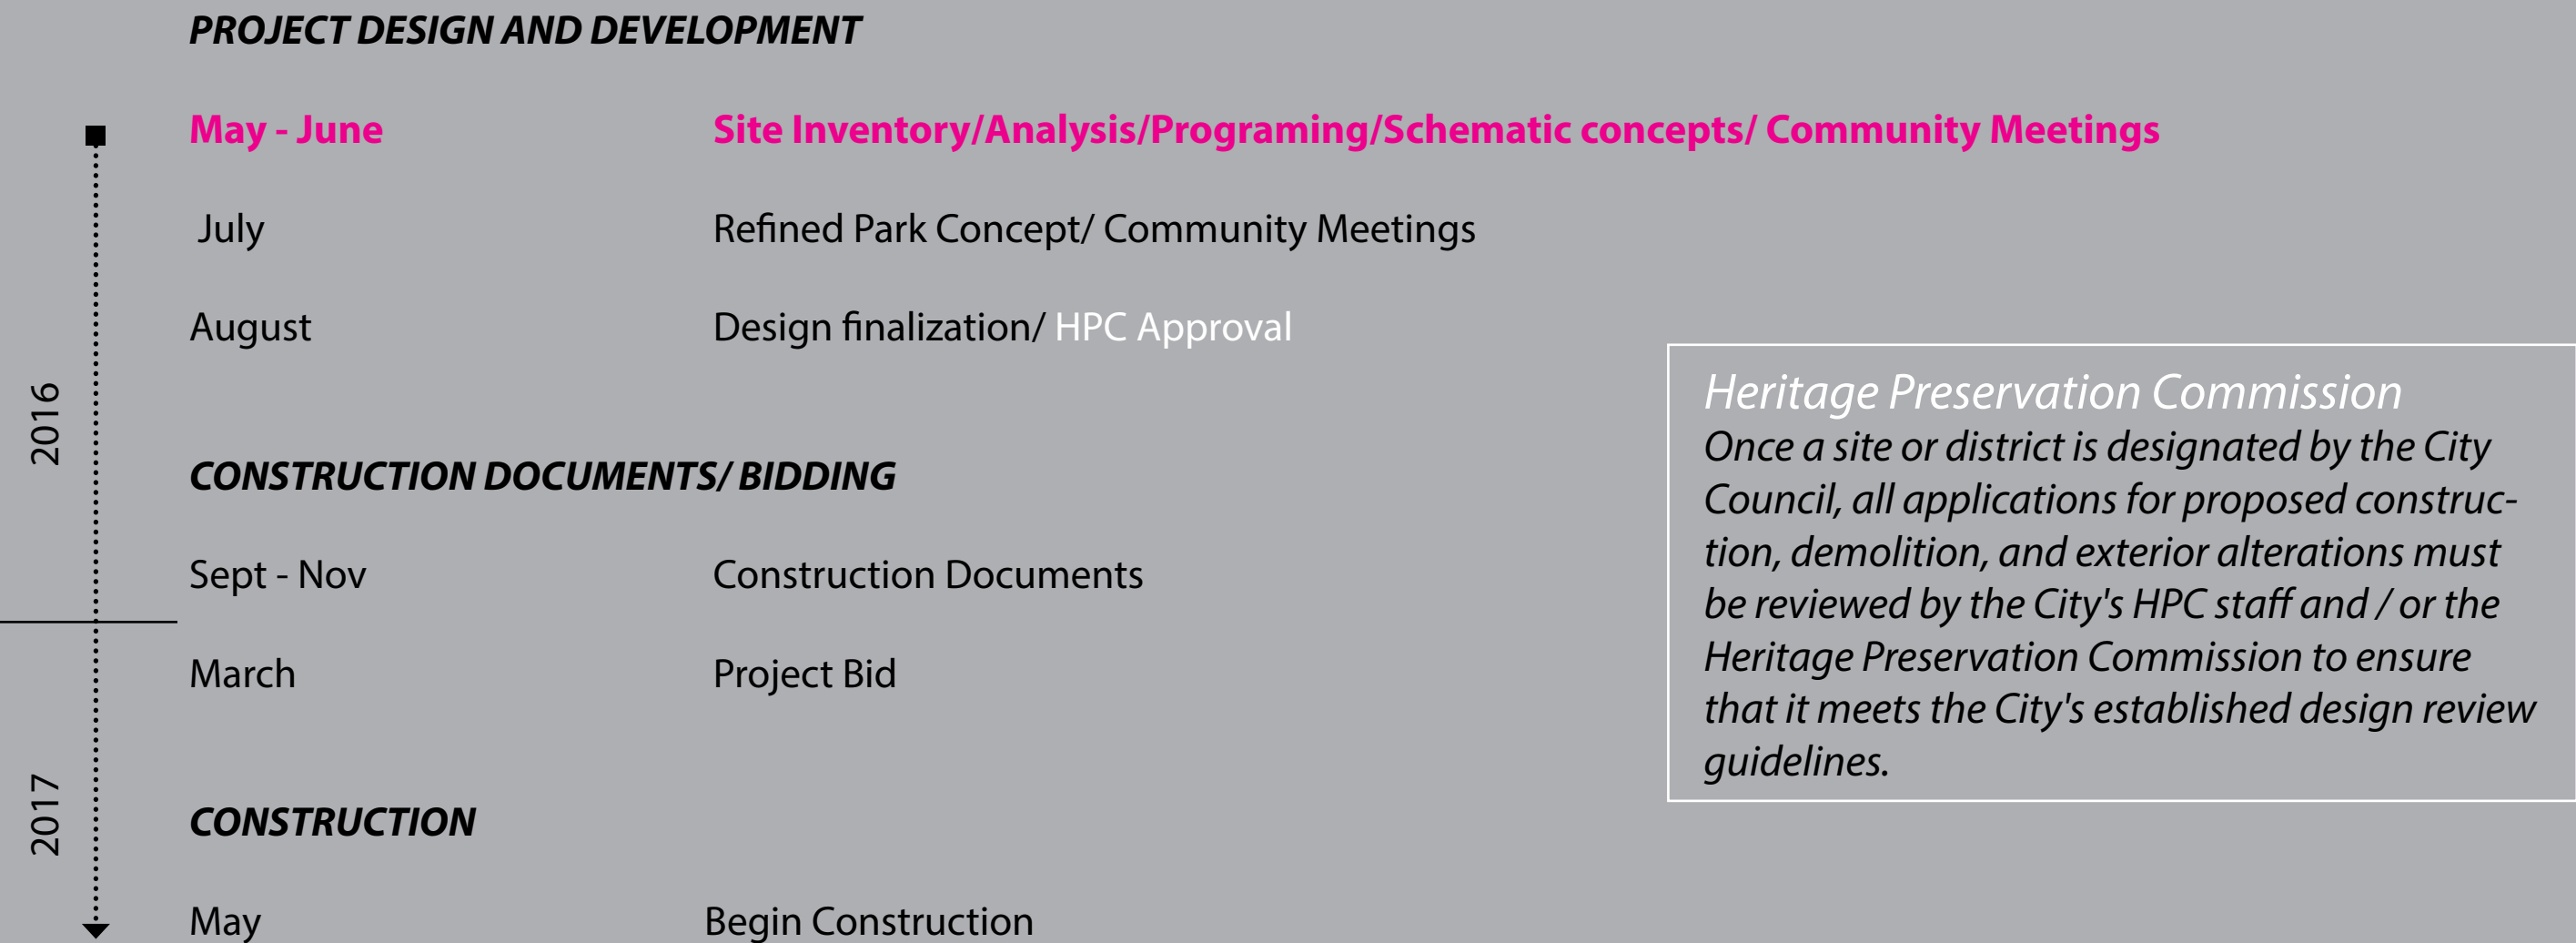 PROJECT DESIGN AND DEVELOPMENT
May - June Site Inventory/Analysis/Programing/Schematic concepts/ Community Meetings
July Refined Park Concept/ Community Meetings
August Design finalization/ HPC Approval
2016
CONSTRUCTION DOCUMENTS/ BIDDING
Sept - Nov Construction Documents
March Project Bid
2017
CONSTRUCTION
May Begin Construction
Heritage Preservation Commission
Once a site or district is designated by the City
Council, all applications for proposed construc-
tion, demolition, and exterior alterations must
be reviewed by the City's HPC staff and / or the
Heritage Preservation Commission to ensure
that it meets the City's established design review
guidelines.